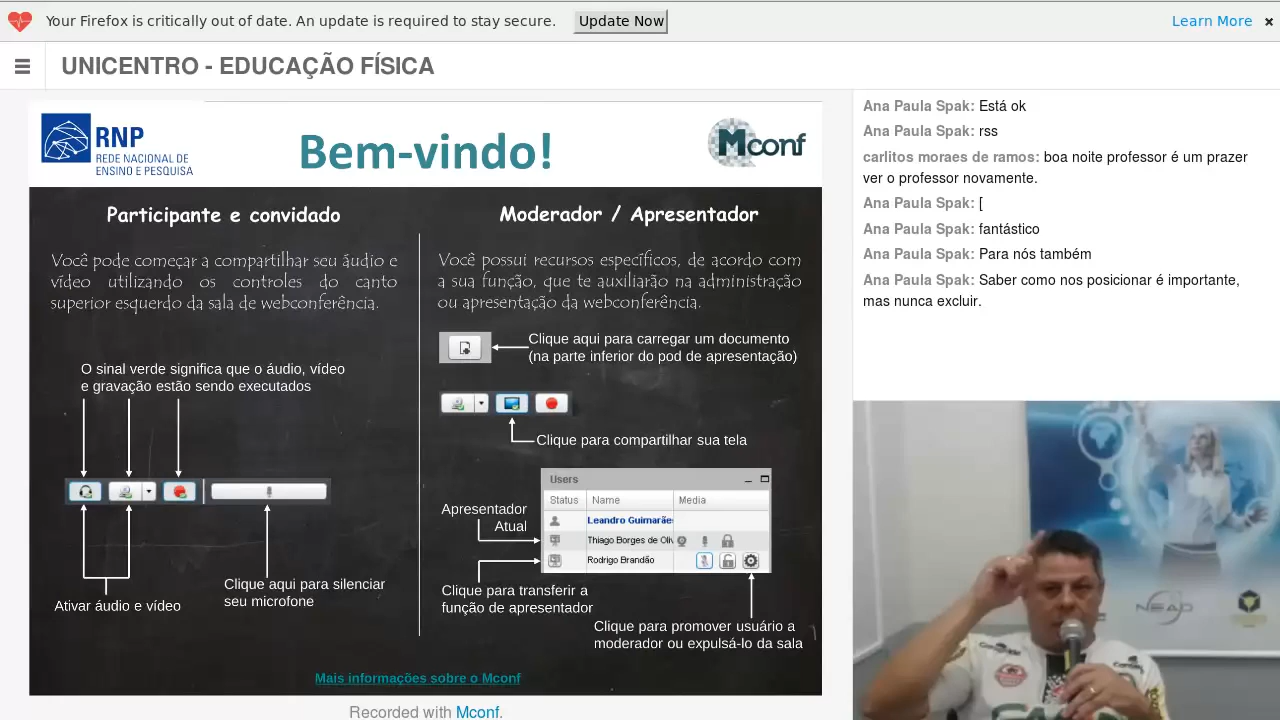 Your Firefox is critically out of date. An update is required to stay secure.
Update Now
Learn More
UNICENTRO - EDUCAÇÃO FÍSICA
RNP
REDE NACIONAL DE
ENSINO E PESQUISA
Bem-vindo!
Mconf
Participante e convidado
Você pode começar a compartilhar seu áudio e
vídeo utilizando os controles do canto
superior esquerdo da sala de webconferência.
O sinal verde significa que o áudio, vídeo
e gravação estão sendo executados
Ativar áudio e vídeo
Clique aqui para silenciar
seu microfone
Moderador / Apresentador
Você possui recursos específicos, de acordo com
a sua função, que te auxiliarão na administração
ou apresentação da webconferência.
Clique aqui para carregar um documento
(na parte inferior do pod de apresentação)
Clique para compartilhar sua tela
Users
Status Name Media
Leandro Guimarães
Thiago Borges de Oliv
Rodrigo Brandão
Apresentador
Atual
Clique para transferir a
função de apresentador
Clique para promover usuário a
moderador ou expulsá-lo da sala
Mais informações sobre o Mconf
Recorded with Mconf.
Ana Paula Spak: Está ok
Ana Paula Spak: rss
carlitos moraes de ramos: boa noite professor é um prazer
ver o professor novamente.
Ana Paula Spak: [
Ana Paula Spak: fantástico
Ana Paula Spak: Para nós também
Ana Paula Spak: Saber como nos posicionar é importante,
mas nunca excluir.
NEAD